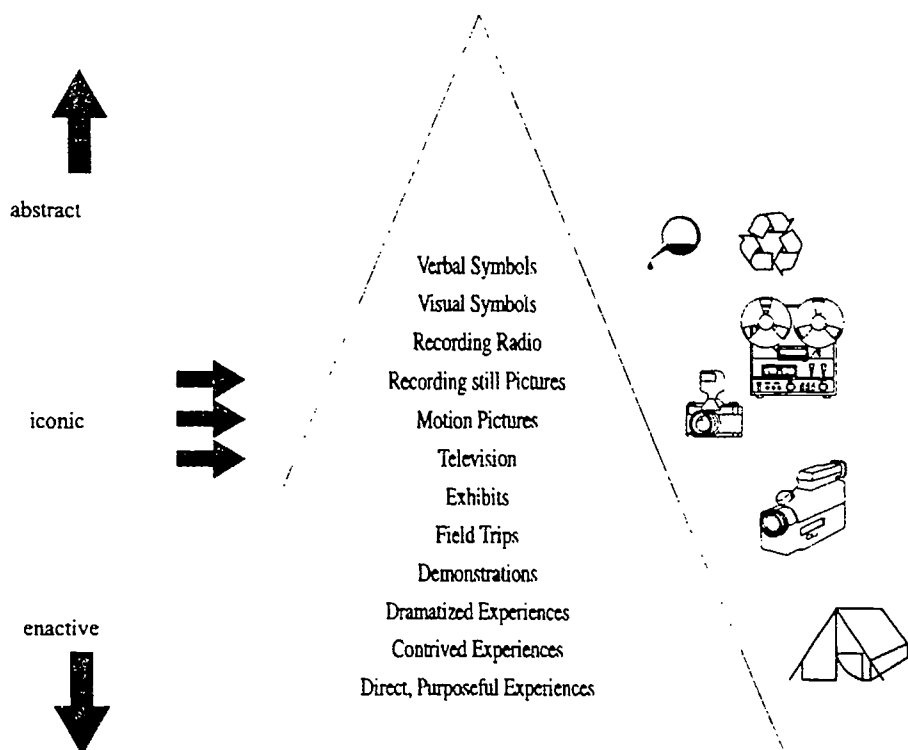 abstract
Verbal Symbols
Visual Symbols
Recording Radio
Recording still Pictures
iconic
Motion Pictures
Television
Exhibits
Field Trips
Demonstrations
Dramatized Experiences
enactive
Contrived Experiences
Direct, Purposeful Experiences